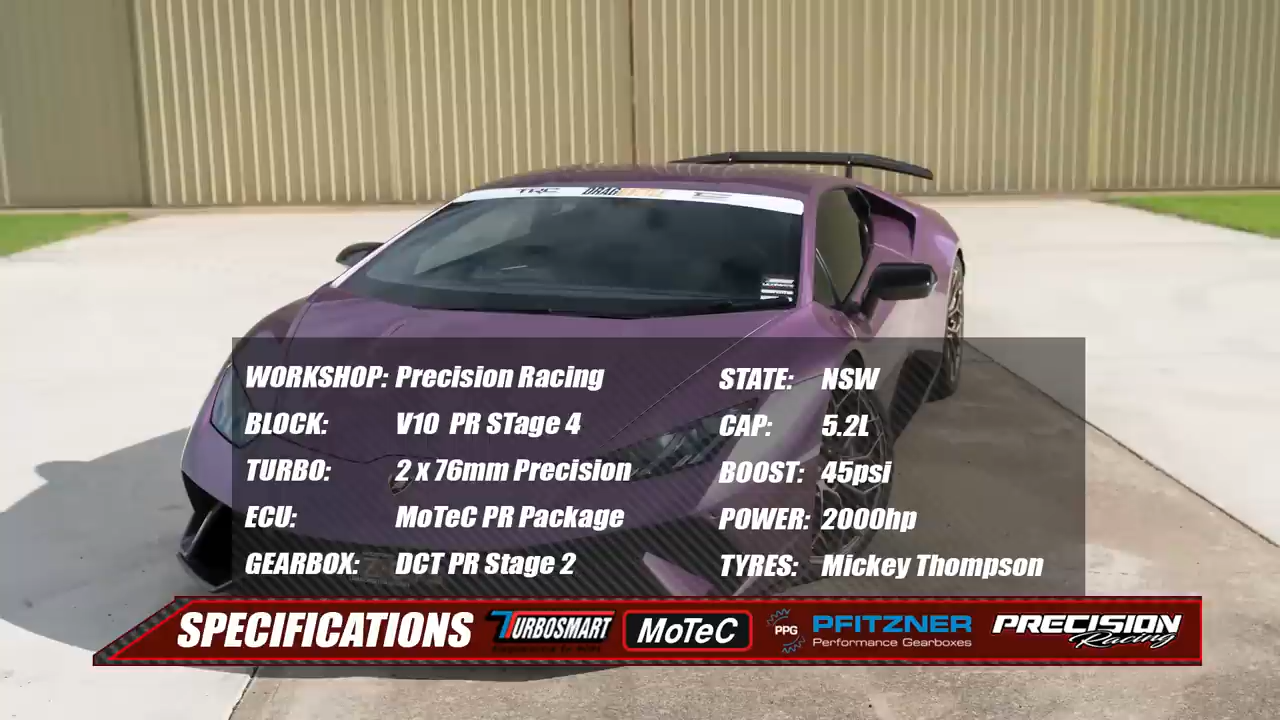 TRC DRAG
WORKSHOP: Precision Racing
BLOCK: V10 PR STage 4
TURBO: 2 x 76mm Precision
ECU: MoTeC PR Package
GEARBOX: DCT PR Stage 2
STATE: NSW
CAP: 5.2L
BOOST: 45psi
POWER: 2000hp
TYRES: Mickey Thompson
SPECIFICATIONS TURBOSMART MoTeC PPG PFITZNER Performance Gearboxes PRECISION Racing